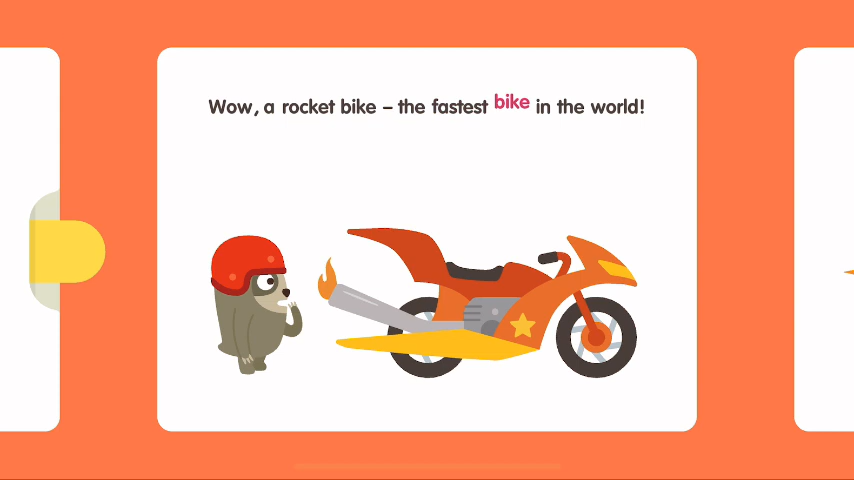 Wow, a rocket bike – the fastest bike in the world!